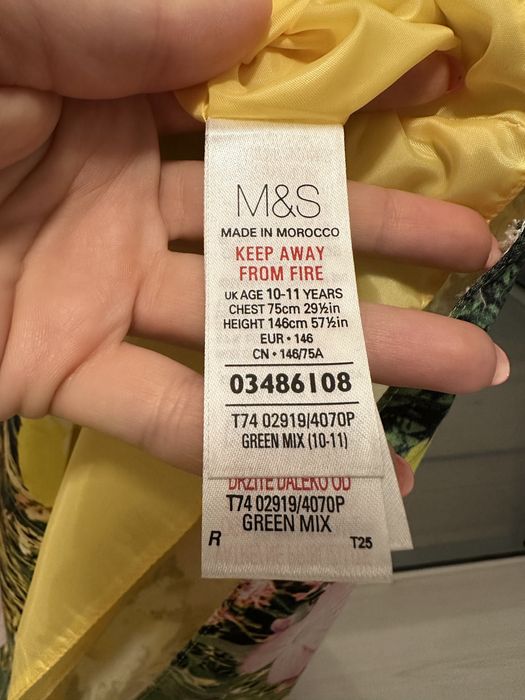 M&S
MADE IN MOROCCO
KEEP AWAY
FROM FIRE
UK AGE 10-11 YEARS
CHEST 75cm 29½in
HEIGHT 146cm 57½in
EUR • 146
CN • 146/75A
03486108
T74 02919/4070P
GREEN MIX (10-11)
DRZITE DALEKO OD
T74 02919/4070P
GREEN MIX
R T25